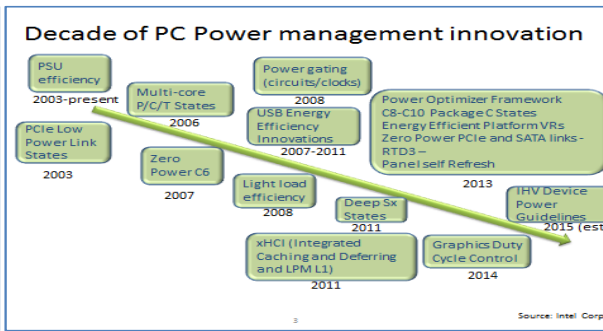 Decade of PC Power management innovation
PSU
efficiency
2003-present
PCIe Low
Power Link
States
2003
Multi-core
P/C/T States
2006
Zero
Power C6
2007
Power gating
(circuits/clocks)
2008
USB Energy
Efficiency
Innovations
2007-2011
Light load
efficiency
2008
Deep Sx
States
2011
xHCI (Integrated
Caching and Deferring
and LPM L1)
2011
Power Optimizer Framework
C8-C10 Package C States
Energy Efficient Platform VRs
Zero Power PCIe and SATA links -
RTD3 –
Panel self Refresh
2013
Graphics Duty
Cycle Control
2014
IHV Device
Power
Guidelines
2015 (est
3
Source: Intel Corp